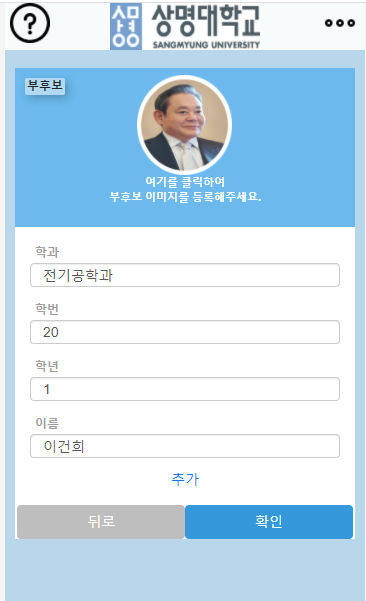 ?
상명
상명대학교
SANGMYUNG UNIVERSITY
부후보
여기를 클릭하여
부후보 이미지를 등록해주세요.
학과
전기공학과
학번
20
학년
1
이름
이건희
추가
뒤로
확인